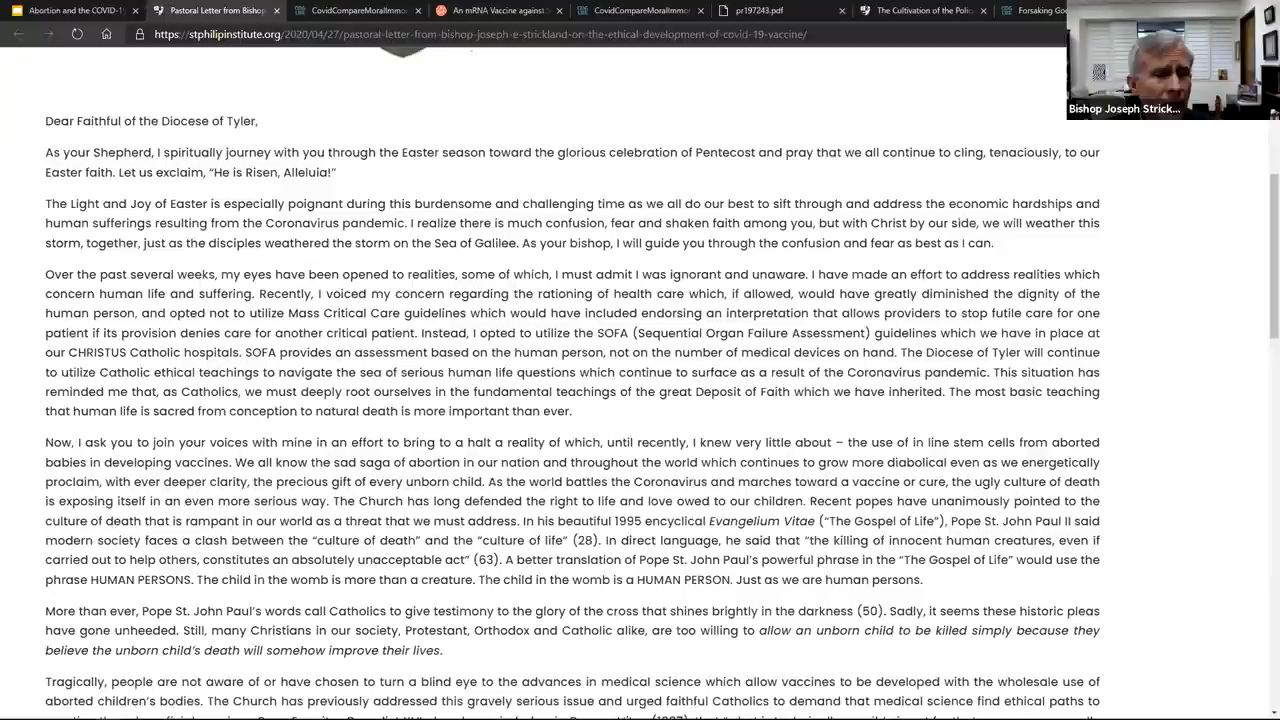 Abortion and the COVID-1
Pastoral Letter from Bishop
CovidCompareMoralImmor
An mRNA Vaccine against
CovidCompareMoralImmor
pr197243.pdf
The Cultivation of the Polis
Forsaking Go
https://stphilipinstitute.org/2020/04/27/pastoral-letter-from-bishop-joseph-e-strickland-on-the-ethical-development-of-covid-19-vaccine/
Bishop Joseph Strick...
Dear Faithful of the Diocese of Tyler,
As your Shepherd, I spiritually journey with you through the Easter season toward the glorious celebration of Pentecost and pray that we all continue to cling, tenaciously, to our
Easter faith. Let us exclaim, “He is Risen, Alleluia!”
The Light and Joy of Easter is especially poignant during this burdensome and challenging time as we all do our best to sift through and address the economic hardships and
human sufferings resulting from the Coronavirus pandemic. I realize there is much confusion, fear and shaken faith among you, but with Christ by our side, we will weather this
storm, together, just as the disciples weathered the storm on the Sea of Galilee. As your bishop, I will guide you through the confusion and fear as best as I can.
Over the past several weeks, my eyes have been opened to realities, some of which, I must admit I was ignorant and unaware. I have made an effort to address realities which
concern human life and suffering. Recently, I voiced my concern regarding the rationing of health care which, if allowed, would have greatly diminished the dignity of the
human person, and opted not to utilize Mass Critical Care guidelines which would have included endorsing an interpretation that allows providers to stop futile care for one
patient if its provision denies care for another critical patient. Instead, I opted to utilize the SOFA (Sequential Organ Failure Assessment) guidelines which we have in place at
our CHRISTUS Catholic hospitals. SOFA provides an assessment based on the human person, not on the number of medical devices on hand. The Diocese of Tyler will continue
to utilize Catholic ethical teachings to navigate the sea of serious human life questions which continue to surface as a result of the Coronavirus pandemic. This situation has
reminded me that, as Catholics, we must deeply root ourselves in the fundamental teachings of the great Deposit of Faith which we have inherited. The most basic teaching
that human life is sacred from conception to natural death is more important than ever.
Now, I ask you to join your voices with mine in an effort to bring to a halt a reality of which, until recently, I knew very little about – the use of in line stem cells from aborted
babies in developing vaccines. We all know the sad saga of abortion in our nation and throughout the world which continues to grow more diabolical even as we energetically
proclaim, with ever deeper clarity, the precious gift of every unborn child. As the world battles the Coronavirus and marches toward a vaccine or cure, the ugly culture of death
is exposing itself in an even more serious way. The Church has long defended the right to life and love owed to our children. Recent popes have unanimously pointed to the
culture of death that is rampant in our world as a threat that we must address. In his beautiful 1995 encyclical Evangelium Vitae (“The Gospel of Life”), Pope St. John Paul II said
modern society faces a clash between the “culture of death” and the “culture of life” (28). In direct language, he said that “the killing of innocent human creatures, even if
carried out to help others, constitutes an absolutely unacceptable act” (63). A better translation of Pope St. John Paul’s powerful phrase in the “The Gospel of Life” would use the
phrase HUMAN PERSONS. The child in the womb is more than a creature. The child in the womb is a HUMAN PERSON. Just as we are human persons.
More than ever, Pope St. John Paul’s words call Catholics to give testimony to the glory of the cross that shines brightly in the darkness (50). Sadly, it seems these historic pleas
have gone unheeded. Still, many Christians in our society, Protestant, Orthodox and Catholic alike, are too willing to allow an unborn child to be killed simply because they
believe the unborn child’s death will somehow improve their lives.
Tragically, people are not aware of or have chosen to turn a blind eye to the advances in medical science which allow vaccines to be developed with the wholesale use of
aborted children’s bodies. The Church has previously addressed this gravely serious issue and urged faithful Catholics to demand that medical science find ethical paths to